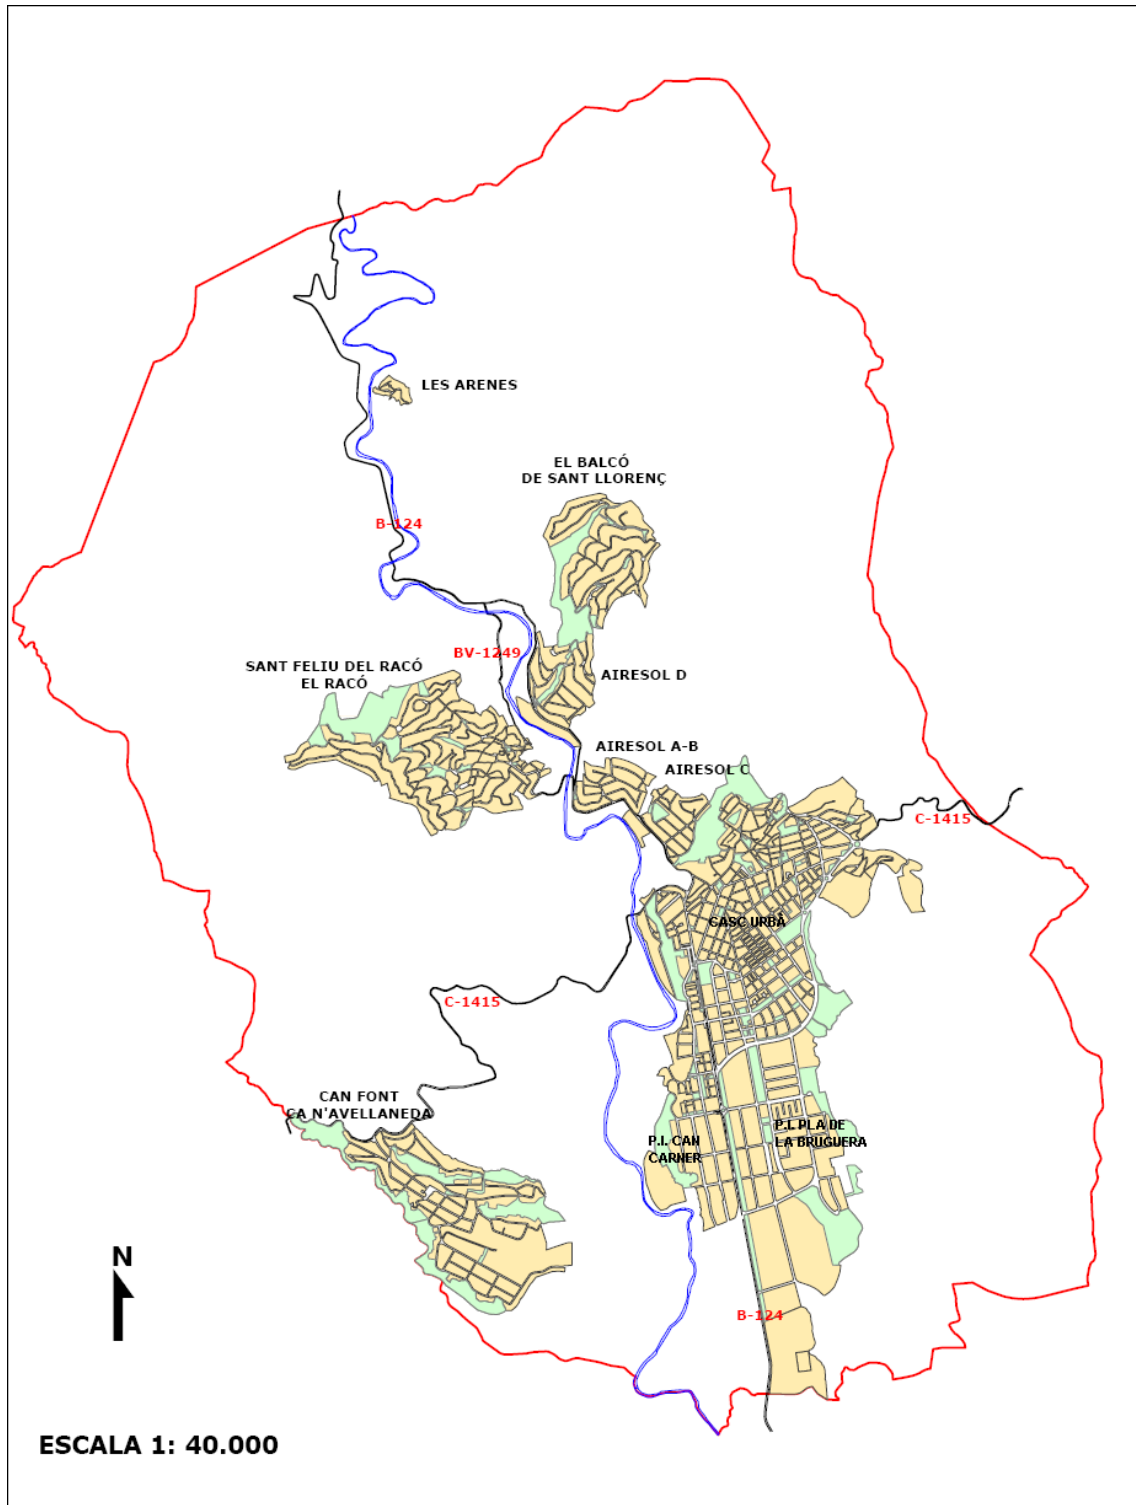 LES ARENES
EL BALCÓ
DE SANT LLORENÇ
B-124
BV-1249
SANT FELIU DEL RACÓ
EL RACÓ
AIRESOL D
AIRESOL A-B
AIRESOL C
C-1415
CASC URBÀ
C-1415
CAN FONT
CA N'AVELLANEDA
P.I. CAN
CARNER
P.I. PLA DE
LA BRUGUERA
N
B-124
ESCALA 1: 40.000